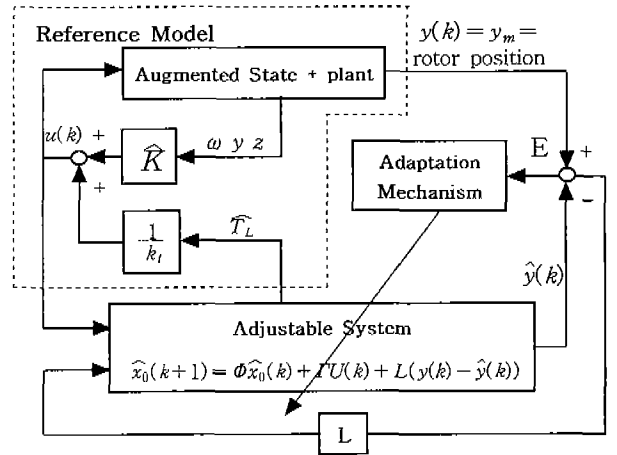 Reference Model
y(k) = y_m =
rotor position
Augmented State + plant
u(k) +
K̂
ω y z
+
E +
−
Adaptation
Mechanism
1/k_t
T̂_L
ŷ(k)
Adjustable System
x̂_0(k+1) = Φx̂_0(k) + ΓU(k) + L(y(k) − ŷ(k))
L